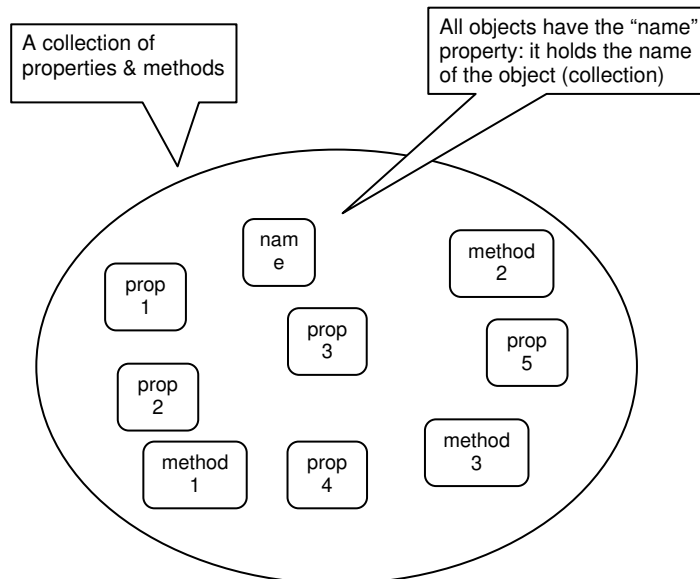 A collection of
properties & methods
All objects have the “name”
property: it holds the name
of the object (collection)
nam
e
method
2
prop
1
prop
3
prop
5
prop
2
method
1
prop
4
method
3